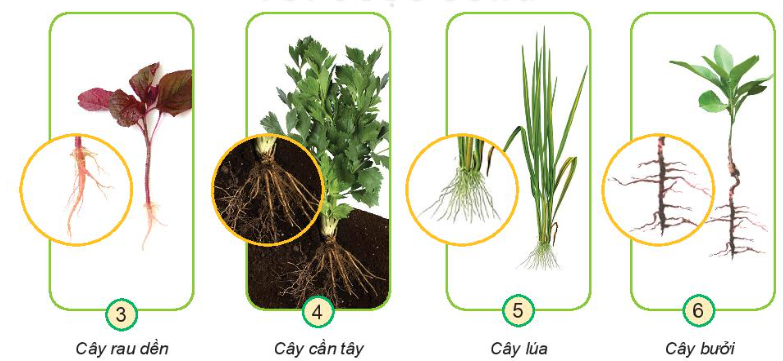 3
Cây rau dền
4
Cây cần tây
5
Cây lúa
6
Cây bưởi